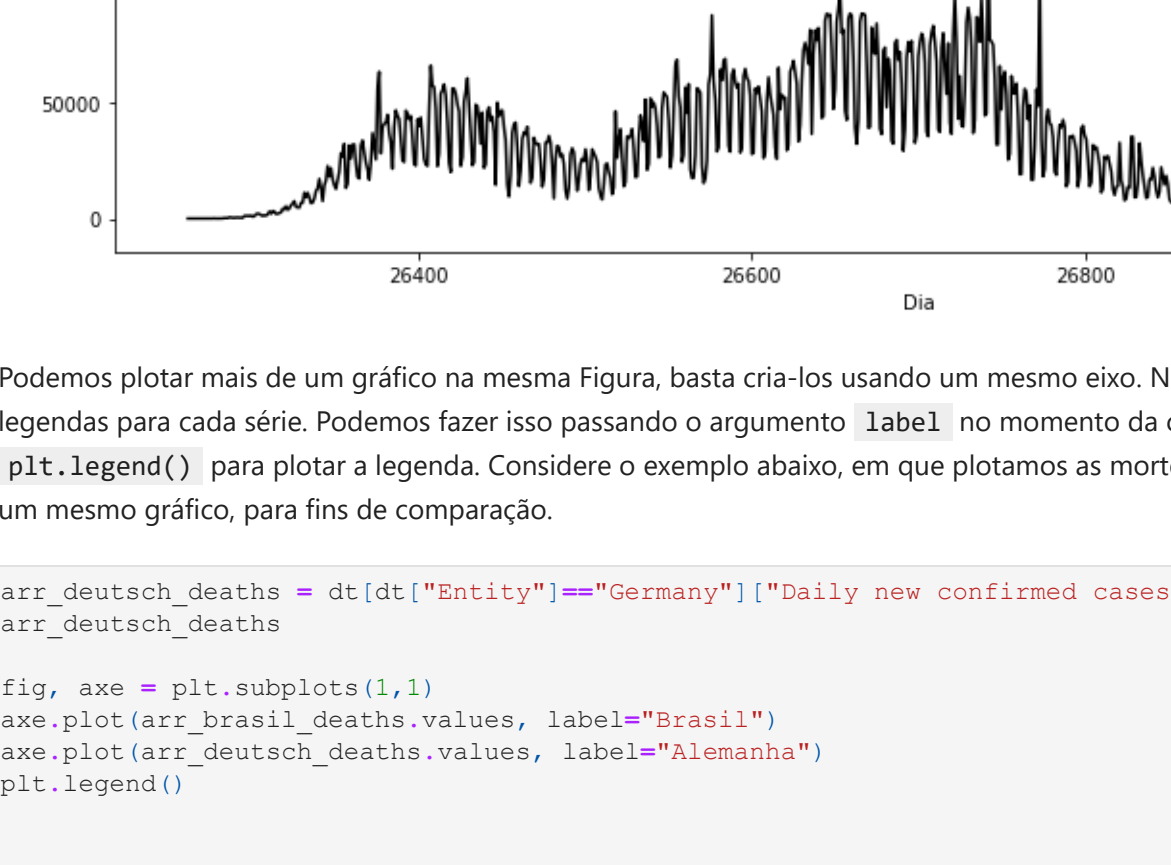 50000
0
26400 26600 26800
Dia
Podemos plotar mais de um gráfico na mesma Figura, basta cria-los usando um mesmo eixo.
legendas para cada série. Podemos fazer isso passando o argumento label no momento da
plt.legend() para plotar a legenda. Considere o exemplo abaixo, em que plotamos as
um mesmo gráfico, para fins de comparação.
arr_deutsch_deaths = dt[dt["Entity"]=="Germany"]["Daily new confirmed cases
arr_deutsch_deaths
fig, axe = plt.subplots(1,1)
axe.plot(arr_brasil_deaths.values, label="Brasil")
axe.plot(arr_deutsch_deaths.values, label="Alemanha")
plt.legend()